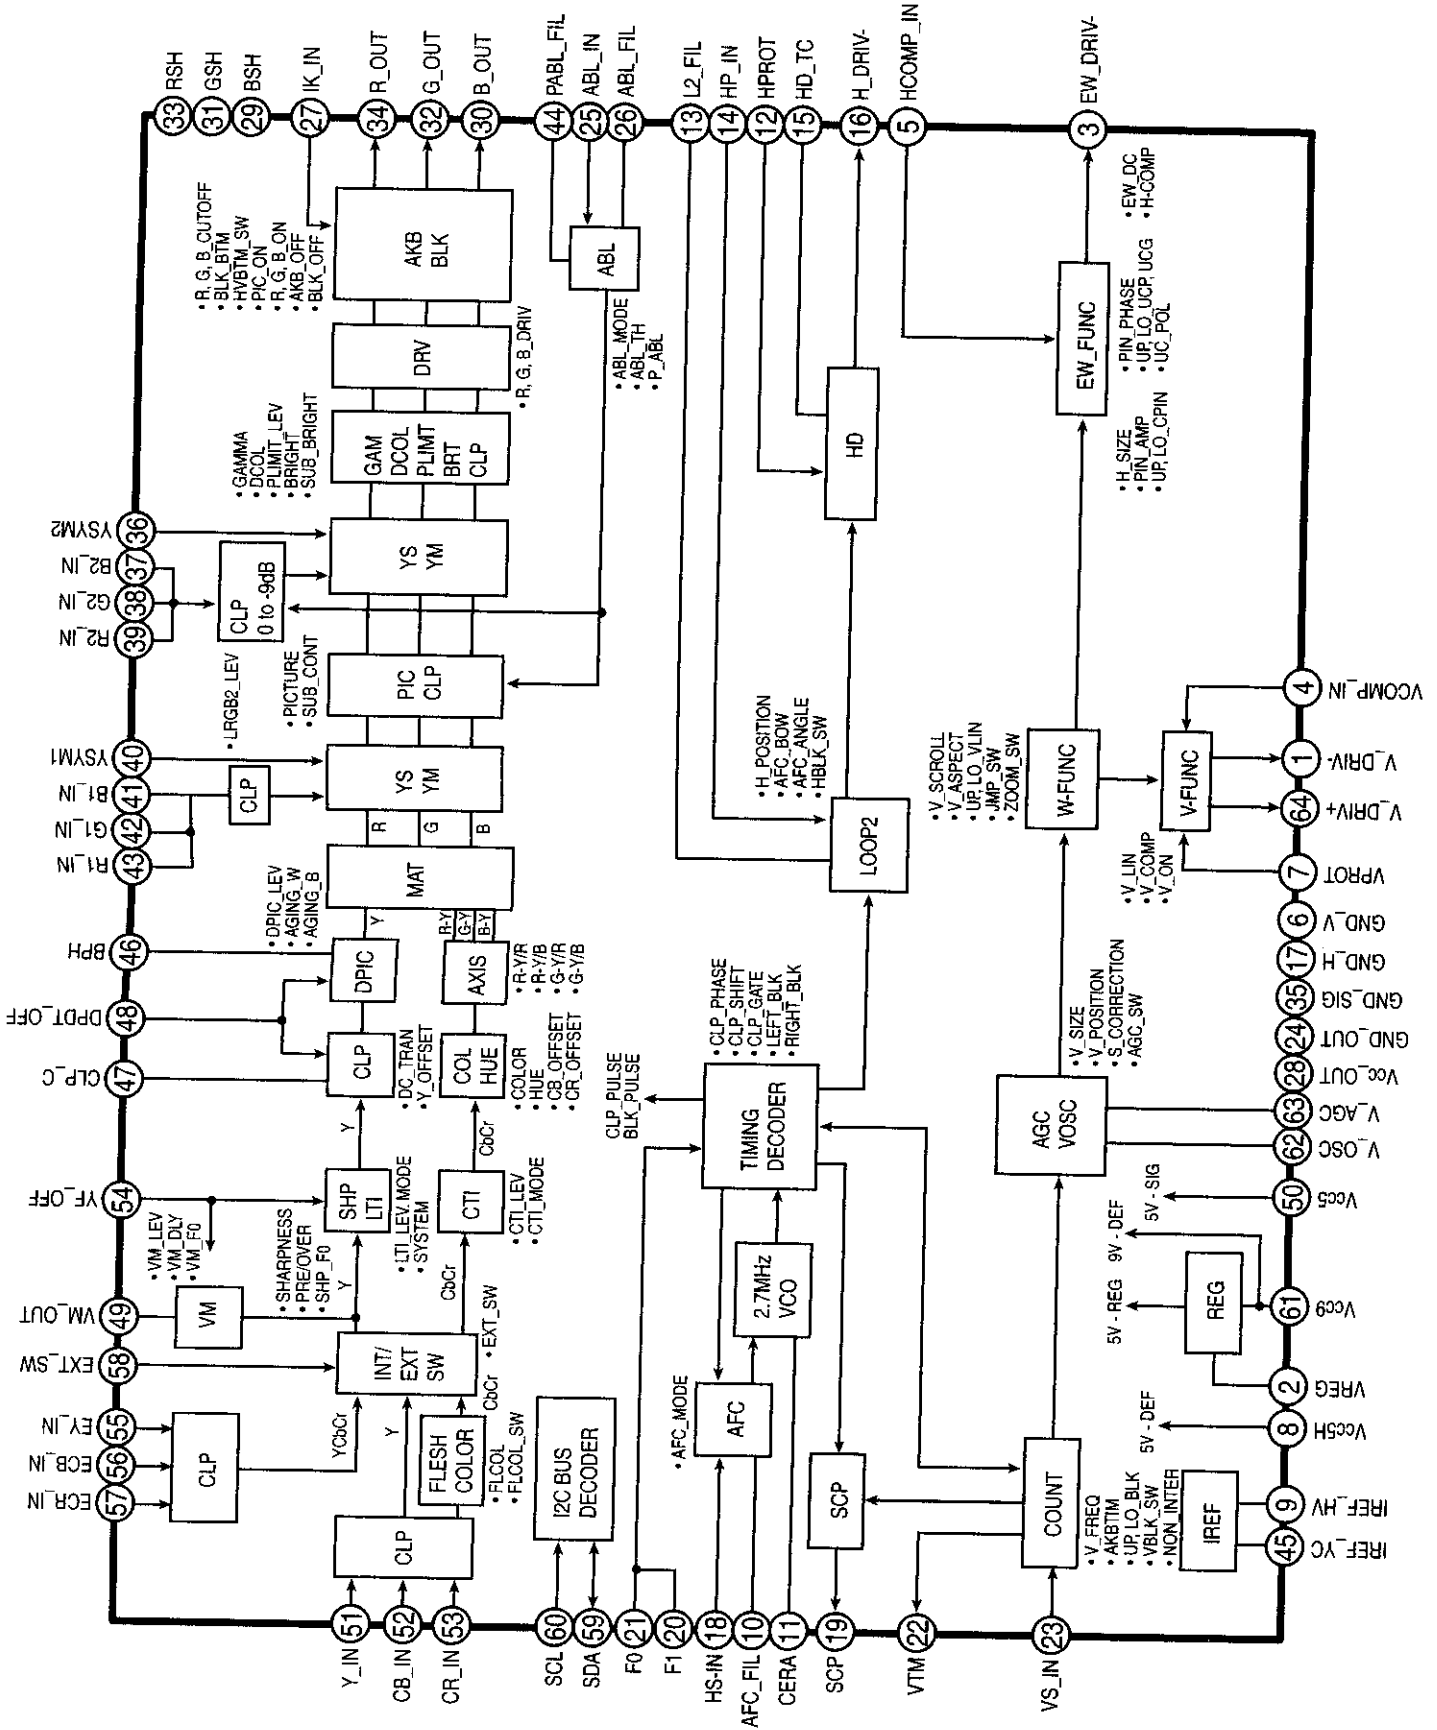 ECR_IN
57
ECB_IN
56
EY_IN
55
EXT_SW
58
VM_OUT
49
YF_OFF
54
CLP_C
47
DPDT_OFF
48
BPH
46
R1_IN
43
G1_IN
42
B1_IN
41
YSYM1
40
R2_IN
39
G2_IN
38
B2_IN
37
YSYM2
36
Y_IN
51
CB_IN
52
CR_IN
53
SCL
60
SDA
59
F0
21
F1
20
HS-IN
18
AFC_FIL
10
CERA
11
SCP
19
VTM
22
VS_IN
23
CLP
CLP
YCbCr
Y
FLESH
COLOR
• FLCOL
• FLCOL_SW
CbCr
INT/
EXT
SW
• EXT_SW
CbCr
VM
• VM_LEV
VM_DLY
• VM_F0
• SHARPNESS
PRE/OVER
• SHP_F0
Y
SHP
LTI
• LTI_LEV. MODE
• SYSTEM
CTI
• CTI_LEV
• CTI_MODE
Y
CbCr
CLP
• DC_TRAN
• Y_OFFSET
COL
HUE
• COLOR
HUE
• CB_OFFSET
• CR_OFFSET
DPIC
• DPIC_LEV
AGING_W
• AGING_B
AXIS
• R-Y/R
• R-Y/B
• G-Y/R
• G-Y/B
Y
R-Y
G-Y
B-Y
MAT
R
G
B
CLP
YS
YM
• LRGB2_LEV
PIC
CLP
• PICTURE
• SUB_CONT
CLP
0 to -9dB
YS
YM
• GAMMA
• DCOL
• PLIMIT_LEV
BRIGHT
• SUB_BRIGHT
GAM
DCOL
PLIMT
BRT
CLP
DRV
• R, G, B_DRIV
• R, G, B_CUTOFF
BLK_BTM
• HVBTM_SW
• PIC_ON
• R, G, B_ON
• AKB_OFF
• BLK_OFF
AKB
BLK
ABL
• ABL_MODE
ABL_TH
• P_ABL
I2C BUS
DECODER
• AFC_MODE
AFC
2.7MHz
VCO
TIMING
DECODER
CLP_PULSE
BLK_PULSE
• CLP_PHASE
• CLP_SHIFT
• CLP_GATE
• LEFT_BLK
• RIGHT_BLK
SCP
LOOP2
• H_POSITION
• AFC_BOW
• AFC_ANGLE
• HBLK_SW
HD
COUNT
• V_FREQ
• AKBTIM
• UP, LO_BLK
• VBLK_SW
• NON_INTER
AGC
VOSC
• V_SIZE
• V_POSITION
• S_CORRECTION
• AGC_SW
W-FUNC
• V_SCROLL
• V_ASPECT
• UP, LO_VLIN
JMP_SW
• ZOOM_SW
V-FUNC
• V_LIN
• V_COMP
• V_ON
EW_FUNC
• H_SIZE
• PIN_AMP
• UP, LO_CPIN
• PIN_PHASE
• UP, LO_UCP, UCG
• UC_POL
• EW_DC
• H-COMP
IREF
5V - DEF
REG
5V - REG
9V - DEF
5V - SIG
33
RSH
31
GSH
29
BSH
27
IK_IN
34
R_OUT
32
G_OUT
30
B_OUT
44
PABL_FIL
25
ABL_IN
26
ABL_FIL
13
L2_FIL
14
HP_IN
12
HPROT
15
HD_TC
16
H_DRIV-
5
HCOMP_IN
3
EW_DRIV-
45
IREF_YC
9
IREF_HV
8
Vcc5H
2
VREG
61
Vcc9
50
Vcc5
62
V_OSC
63
V_AGC
28
Vcc_OUT
24
GND_OUT
35
GND_SIG
17
GND_H
6
GND_V
7
VPROT
64
V_DRIV+
1
V_DRIV-
4
VCOMP_IN